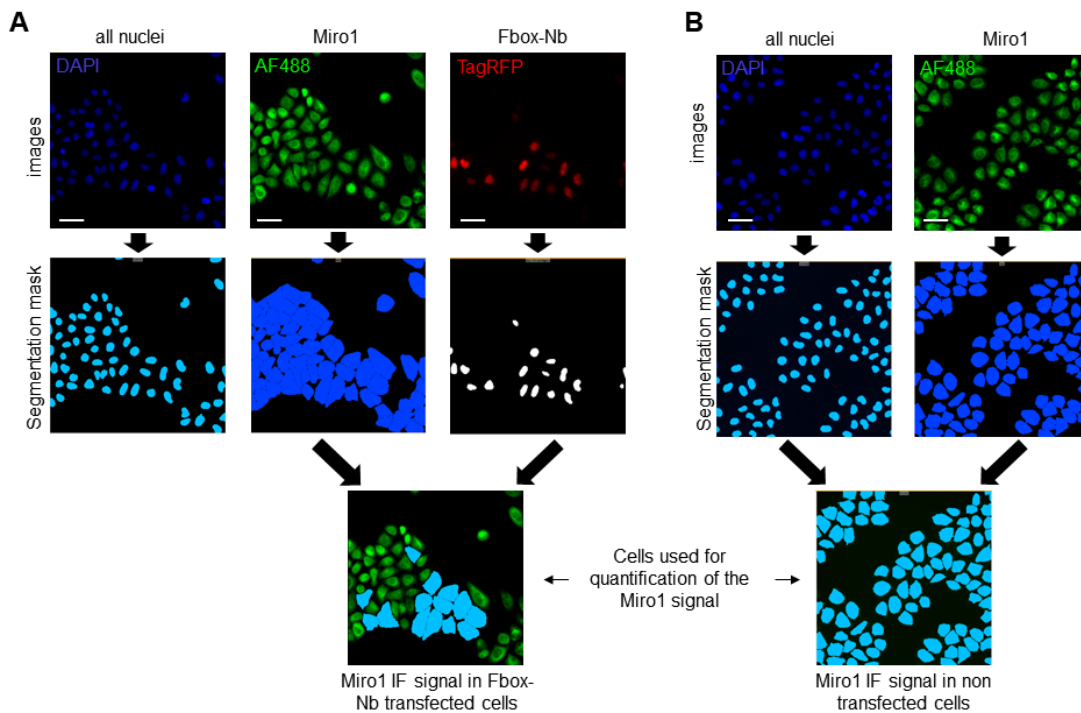 A
all nuclei
Miro1
Fbox-Nb
DAPI
AF488
TagRFP
images
Segmentation mask
Miro1 IF signal in Fbox-
Nb transfected cells
Cells used for
quantification of the
Miro1 signal
B
all nuclei
Miro1
DAPI
AF488
images
Segmentation mask
Miro1 IF signal in non
transfected cells